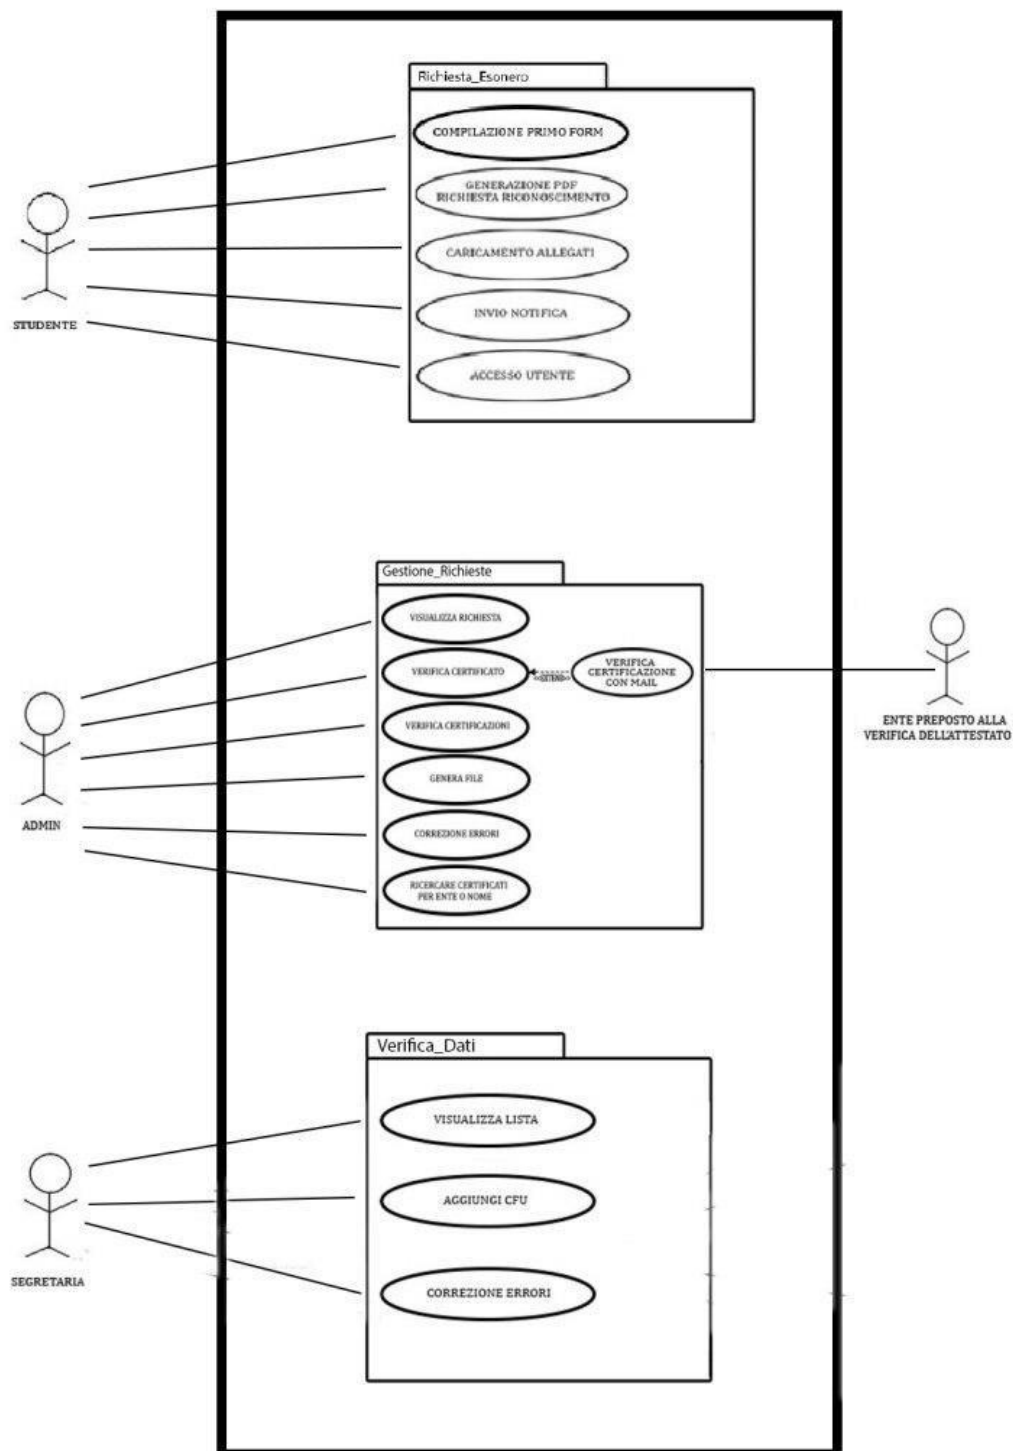 Richiesta_Esonero
COMPILAZIONE PRIMO FORM
GENERAZIONE PDF
RICHIESTA RICONOSCIMENTO
CARICAMENTO ALLEGATI
INVIO NOTIFICA
ACCESSO UTENTE
STUDENTE
Gestione_Richieste
VISUALIZZA RICHIESTA
VERIFICA CERTIFICATO
VERIFICA
CERTIFICAZIONE
CON MAIL
VERIFICA CERTIFICAZIONI
GENERA FILE
CORREZIONE ERRORI
RICERCARE CERTIFICATI
PER ENTE O NOME
ADMIN
ENTE PREPOSTO ALLA
VERIFICA DELL'ATTESTATO
Verifica_Dati
VISUALIZZA LISTA
AGGIUNGI CFU
CORREZIONE ERRORI
SEGRETARIA